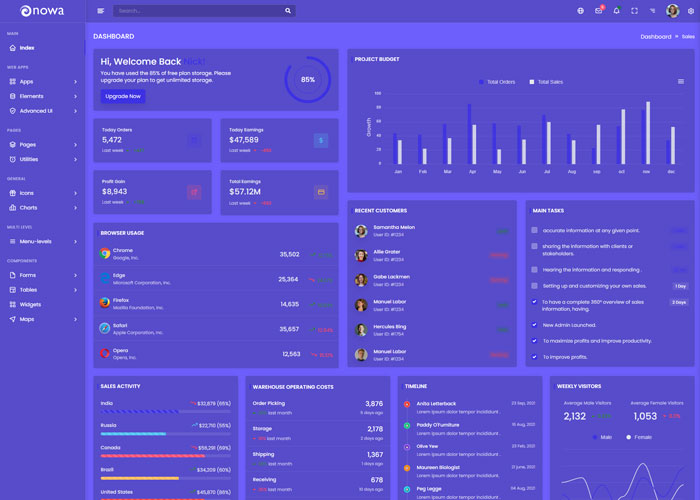 nowa
Search...
MAIN
Index
WEB APPS
Apps
Elements
Advanced UI
PAGES
Pages
Utilities
GENERAL
Icons
Charts
MULTI LEVEL
Menu-levels
COMPONENTS
Forms
Tables
Widgets
Maps
DASHBOARD
Dashboard » Sales
Hi, Welcome Back Nick!
You have used the 85% of free plan storage. Please
upgrade your plan to get unlimited storage.
Upgrade Now
85%
Today Orders
5,472
Last week
Today Earnings
$47,589
Last week
Profit Gain
$8,943
Last week
Total Earnings
$57.12M
Last week
PROJECT BUDGET
Total Orders
Total Sales
Growth
100
80
60
40
20
0
Jan Feb Mar Apr May Jun July Aug sep oct nov dec
BROWSER USAGE
Chrome
Google, Inc.
35,502
Edge
Microsoft Corporation, Inc.
25,364
Firefox
Mozilla Foundation, Inc.
14,635
Safari
Apple Corporation, Inc.
35,657
Opera
Opera, Inc.
12,563
RECENT CUSTOMERS
Samantha Melon
User ID: #1234
Allie Grater
User ID: #1234
Gabe Lackmen
User ID: #1234
Manuel Labor
User ID: #1234
Hercules Bing
User ID: #1754
Manuel Labor
User ID: #1234
MAIN TASKS
accurate information at any given point.
sharing the information with clients or
stakeholders.
Hearing the information and responding .
Setting up and customizing your own sales.
1 Day
To have a complete 360° overview of sales
information, having.
2 Days
New Admin Launched.
To maximize profits and improve productivity.
To improve profits.
SALES ACTIVITY
India
$32,879 (65%)
Russia
$22,710 (55%)
Canada
$56,291 (69%)
Brazil
$34,209 (60%)
United States
$45,870 (86%)
WAREHOUSE OPERATING COSTS
Order Picking
3,876
last month
5 days ago
Storage
2,178
last month
2 days ago
Shipping
1,367
last month
1 days ago
Receiving
678
last month
10 days ago
TIMELINE
Anita Letterback
23 Sep, 2021
Lorem ipsum dolor tempor incididunt .
Paddy O'furniture
16 Aug, 2021
Lorem ipsum dolor tempor incididunt .
Olive Yew
23 Feb, 2021
Lorem ipsum dolor tempor incididunt .
Maureen Biologist
21 june, 2021
Lorem ipsum dolor tempor incididunt .
Peg Legge
04 Aug, 2021
Lorem ipsum dolor tempor incididunt .
WEEKLY VISITORS
Average Male Visitors
2,132
Average Female Visitors
1,053
Male
Female